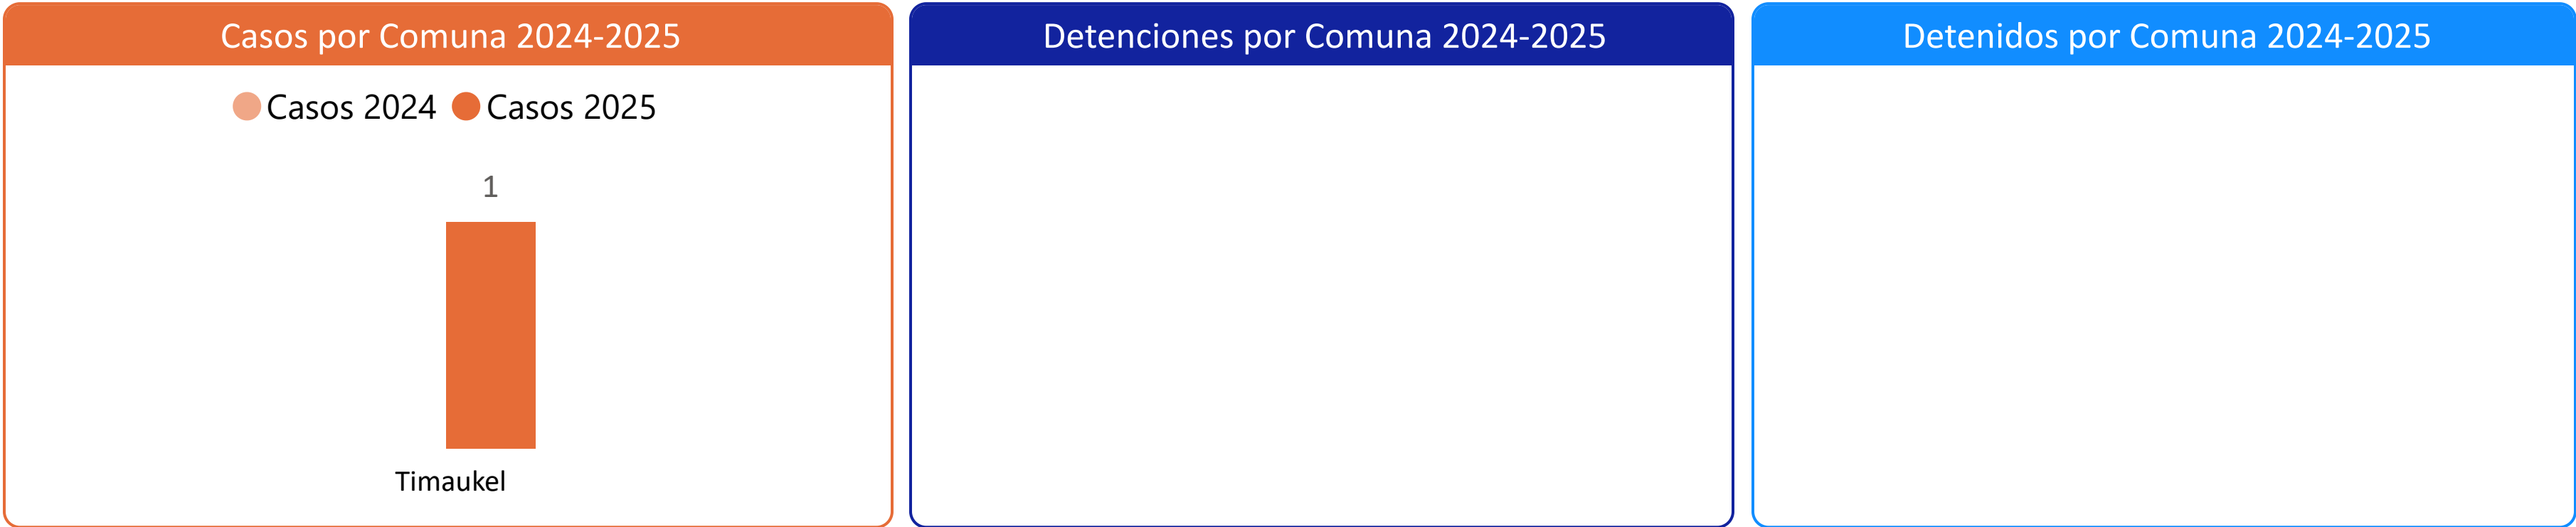 Casos por Comuna 2024-2025
Casos 2024 Casos 2025
1
Timaukel
Detenciones por Comuna 2024-2025
Detenidos por Comuna 2024-2025